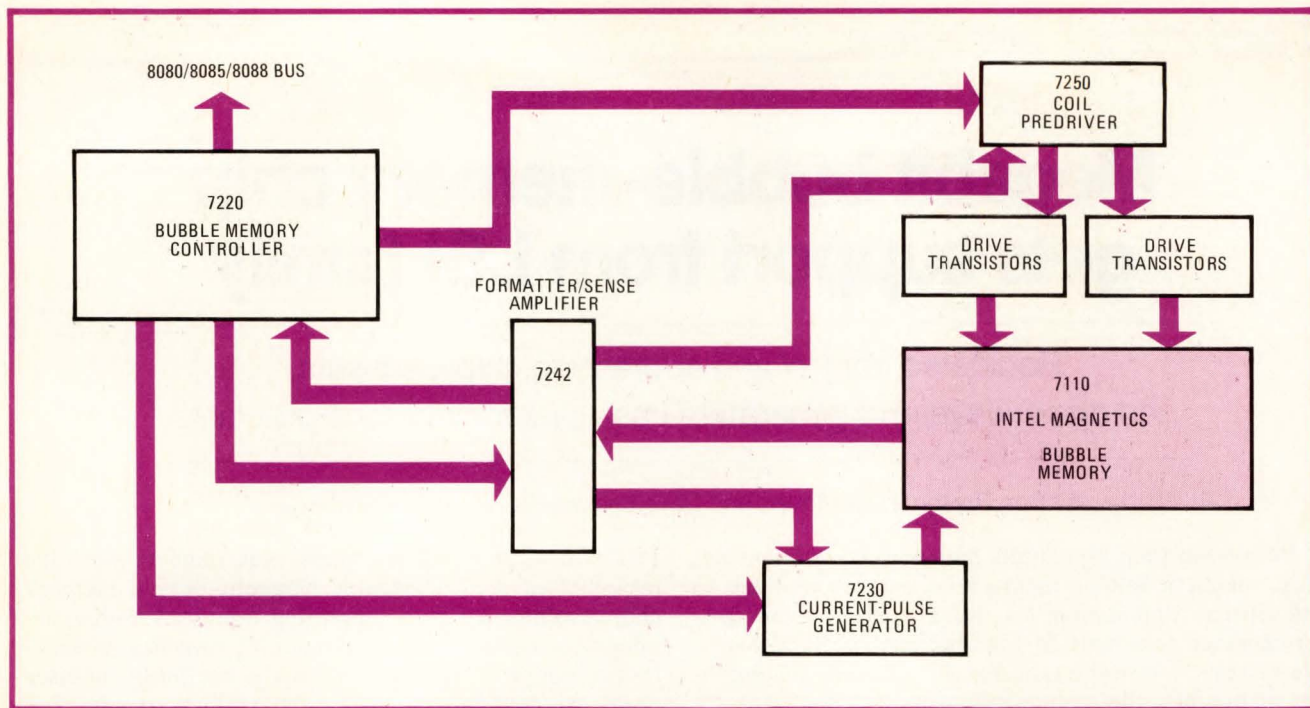 8080/8085/8088 BUS
7220
BUBBLE MEMORY
CONTROLLER
FORMATTER/SENSE
AMPLIFIER
7242
7250
COIL
PREDRIVER
DRIVE
TRANSISTORS
DRIVE
TRANSISTORS
7110
INTEL MAGNETICS
BUBBLE
MEMORY
7230
CURRENT-PULSE
GENERATOR